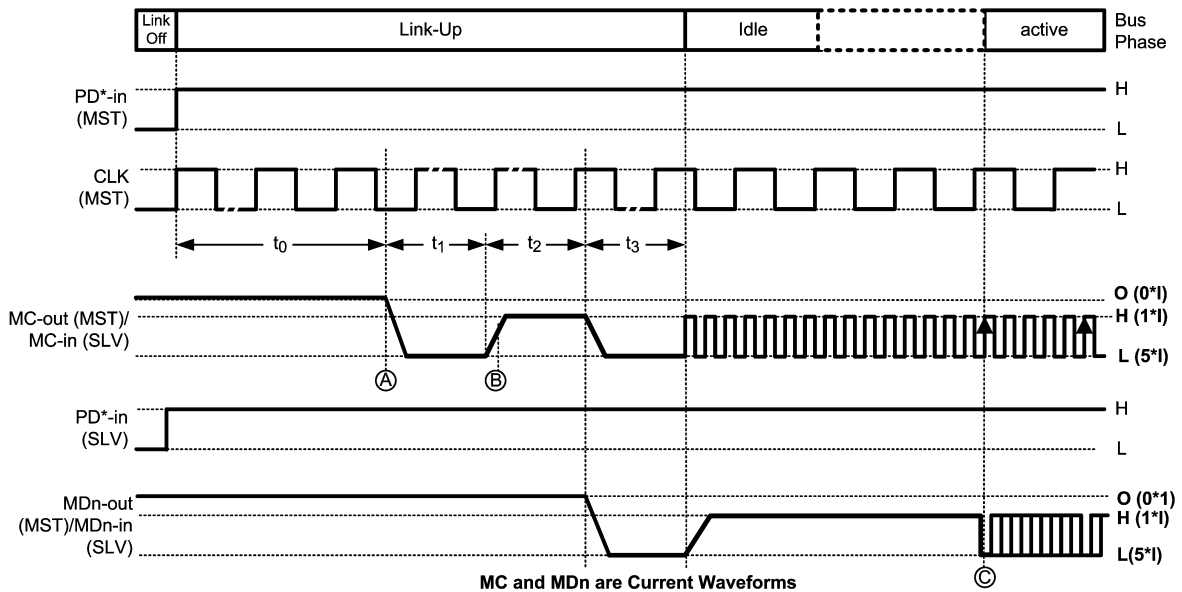 Link
Off
Link-Up
Idle
active
Bus
Phase
PD*-in
(MST)
H
L
CLK
(MST)
H
L
t0
t1
t2
t3
MC-out (MST)/
MC-in (SLV)
O (0*I)
H (1*I)
L (5*I)
A
B
PD*-in
(SLV)
H
L
MDn-out
(MST)/MDn-in
(SLV)
O (0*1)
H (1*I)
L(5*I)
C
MC and MDn are Current Waveforms